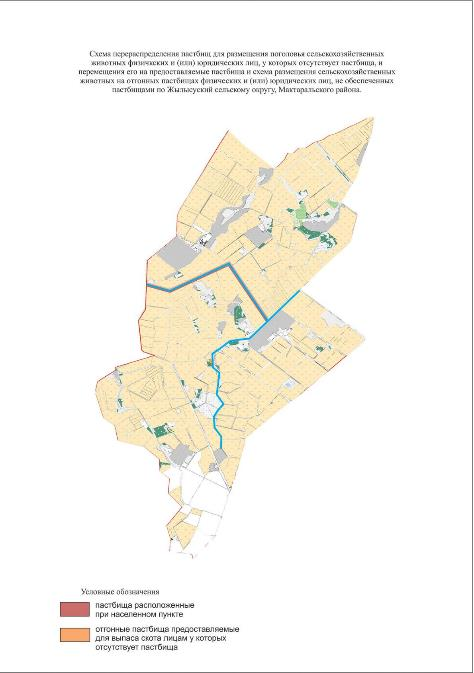 Схема перераспределения пастбищ для размещения поголовья сельскохозяйственных
животных физических и (или) юридических лиц, у которых отсутствует пастбища, и
перемещения его на предоставляемые пастбища и схема размещения сельскохозяйственных
животных на отгонных пастбищах физических и (или) юридических лиц, не обеспеченных
пастбищами по Жылысуский сельскому округу, Мактаральского района.
Условные обозначения
пастбища расположенные
при населенном пункте
отгонные пастбища предоставляемые
для выпаса скота лицам у которых
отсутствует пастбища